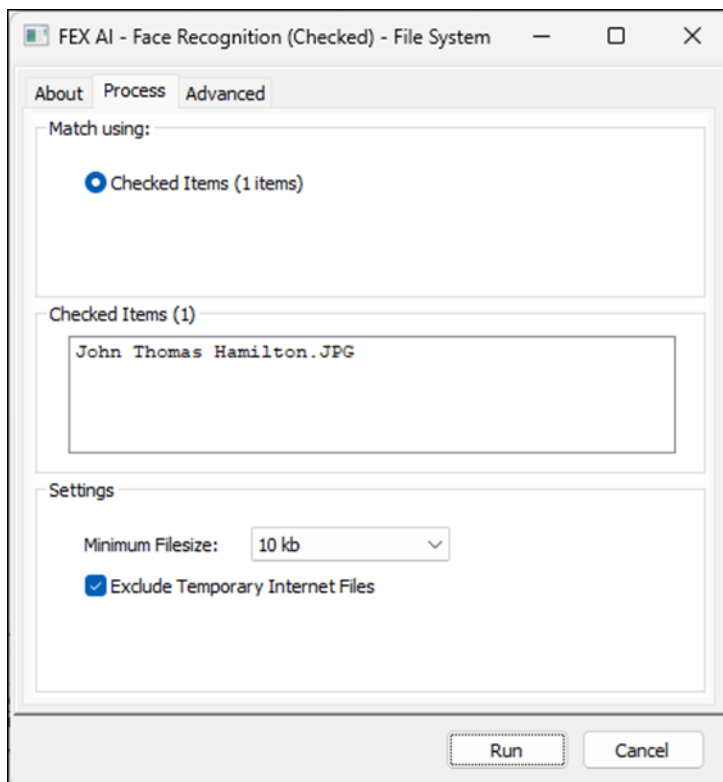 FEX AI - Face Recognition (Checked) - File System
About Process Advanced
Match using:
Checked Items (1 items)
Checked Items (1)
John Thomas Hamilton.JPG
Settings
Minimum Filesize: 10 kb
Exclude Temporary Internet Files
Run Cancel